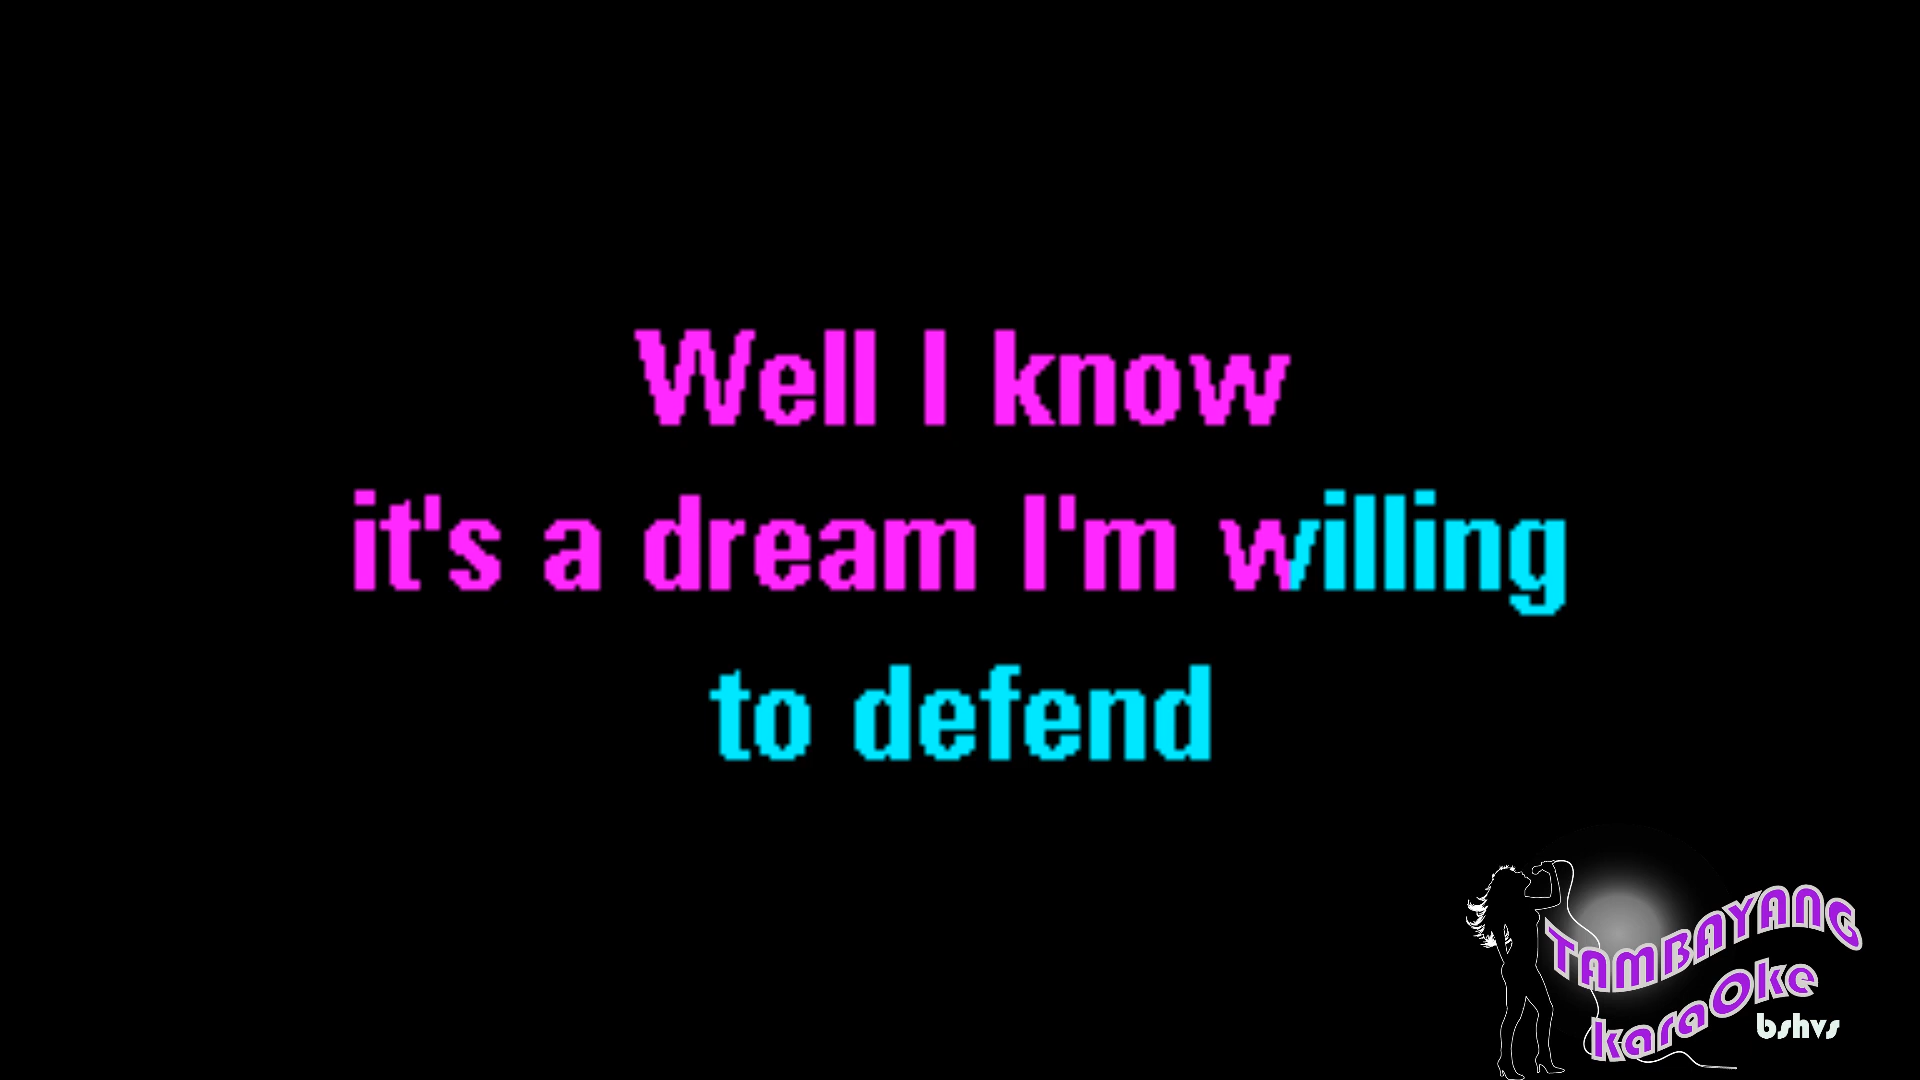 Well I know
it's a dream I'm willing
to defend
TAMBAYANG
karaOke
bshvs